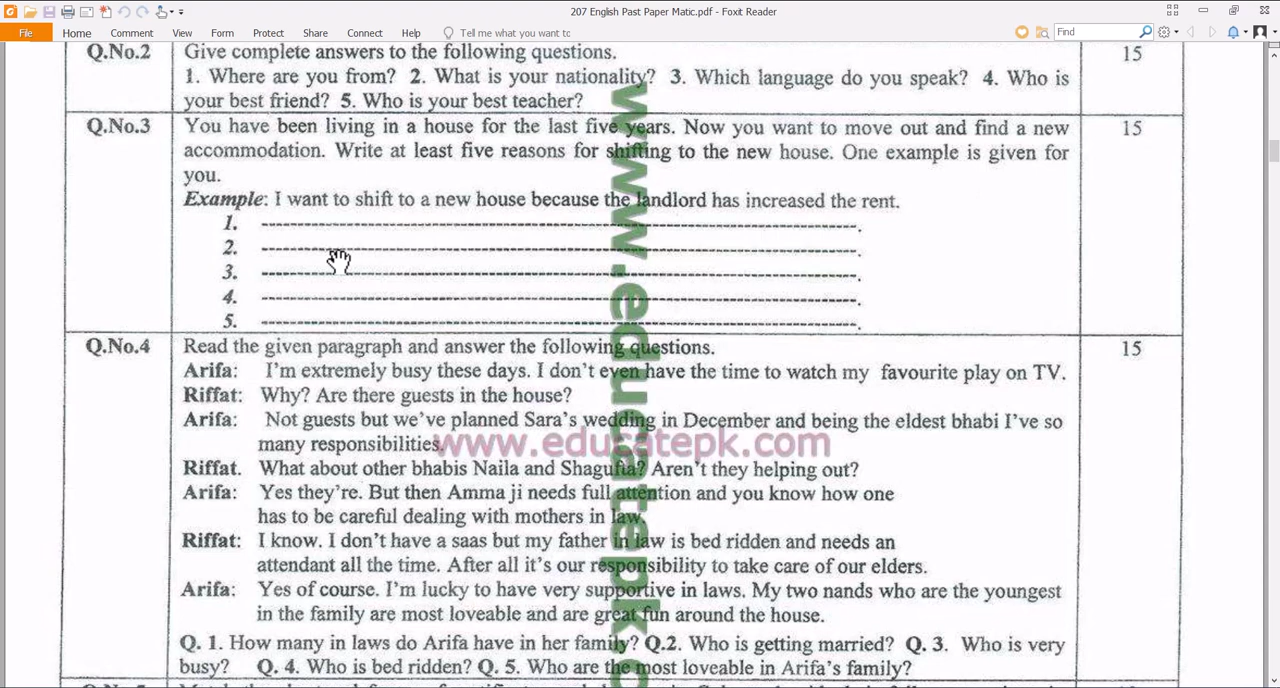 207 English Past Paper Matic.pdf - Foxit Reader
File Home Comment View Form Protect Share Connect Help Tell me what you want tc Find
Q.No.2 Give complete answers to the following questions. 15
1. Where are you from? 2. What is your nationality? 3. Which language do you speak? 4. Who is
your best friend? 5. Who is your best teacher?
Q.No.3 You have been living in a house for the last five years. Now you want to move out and find a new 15
accommodation. Write at least five reasons for shifting to the new house. One example is given for
you.
Example: I want to shift to a new house because the landlord has increased the rent.
1. ------------------------------------------------------------.
2. ------------------------------------------------------------.
3. ------------------------------------------------------------.
4. ------------------------------------------------------------.
5. ------------------------------------------------------------.
Q.No.4 Read the given paragraph and answer the following questions. 15
Arifa: I'm extremely busy these days. I don't even have the time to watch my favourite play on TV.
Riffat: Why? Are there guests in the house?
Arifa: Not guests but we've planned Sara's wedding in December and being the eldest bhabi I've so
many responsibilities.
www.educatepk.com
Riffat. What about other bhabis Naila and Shagufta? Aren't they helping out?
Arifa: Yes they're. But then Amma ji needs full attention and you know how one
has to be careful dealing with mothers in law.
Riffat: I know. I don't have a saas but my father in law is bed ridden and needs an
attendant all the time. After all it's our responsibility to take care of our elders.
Arifa: Yes of course. I'm lucky to have very supportive in laws. My two nands who are the youngest
in the family are most loveable and are great fun around the house.
Q. 1. How many in laws do Arifa have in her family? Q.2. Who is getting married? Q. 3. Who is very
busy? Q. 4. Who is bed ridden? Q. 5. Who are the most loveable in Arifa's family?
www.educatepk.c